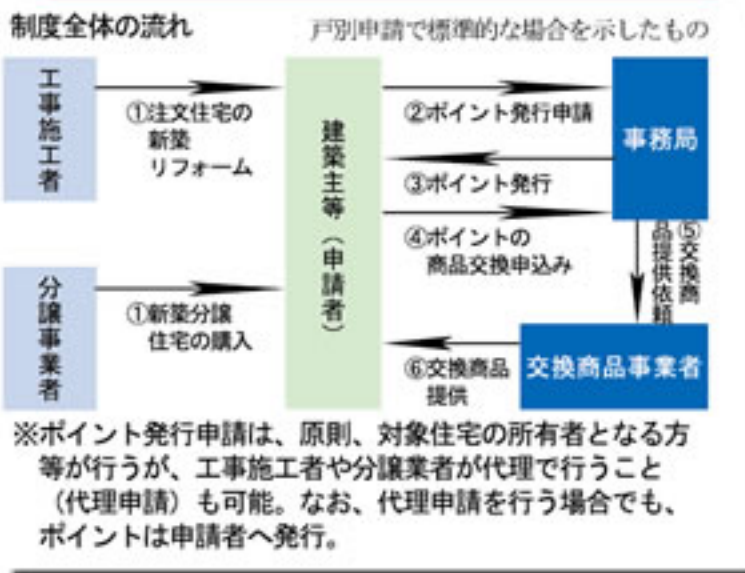 制度全体の流れ
戸別申請で標準的な場合を示したもの
工事施工者
①注文住宅の
新築
リフォーム
分譲事業者
①新築分譲
住宅の購入
建築主等(申請者)
②ポイント発行申請
③ポイント発行
④ポイントの
商品交換申込み
事務局
⑤交換商
品提供依頼
交換商品事業者
⑥交換商品
提供
※ポイント発行申請は、原則、対象住宅の所有者となる方
等が行うが、工事施工者や分譲業者が代理で行うこと
(代理申請)も可能。なお、代理申請を行う場合でも、
ポイントは申請者へ発行。